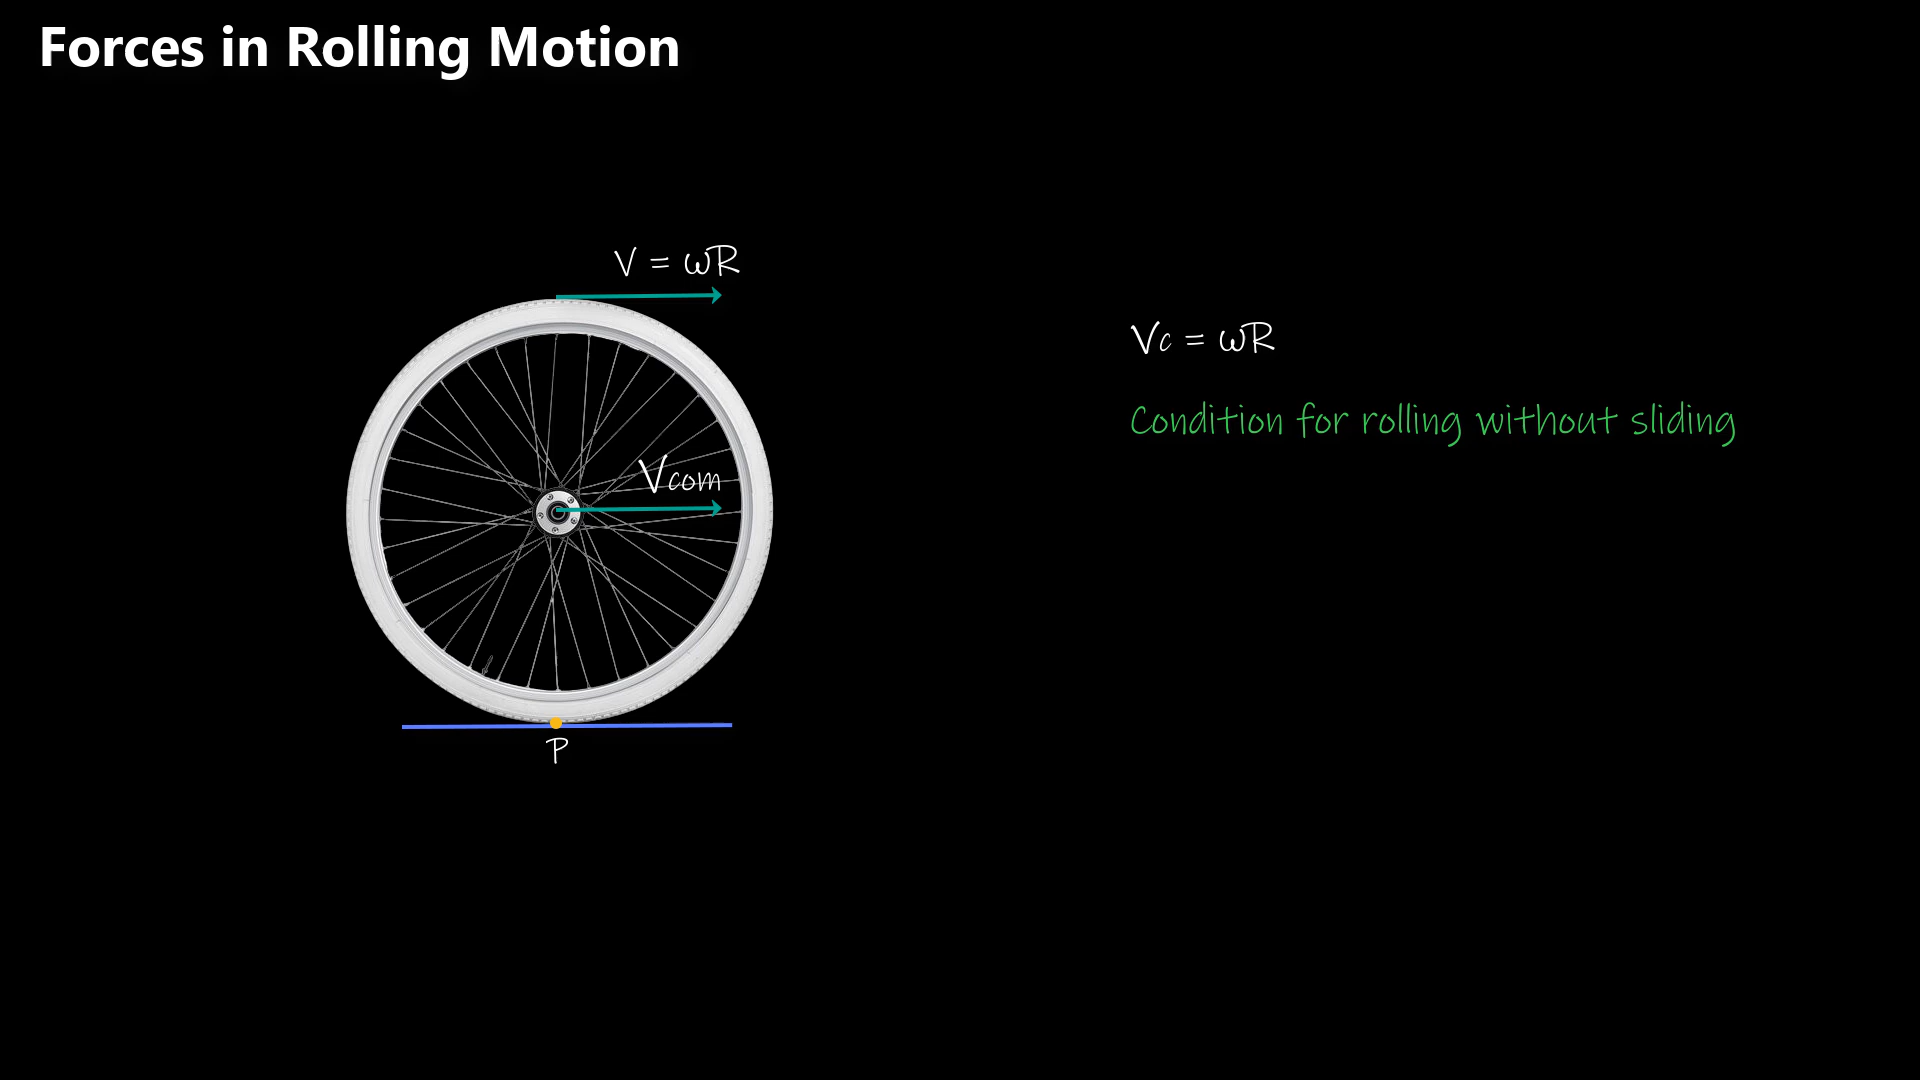 Forces in Rolling Motion
V = ωR
Vc = ωR
Condition for rolling without sliding
Vcom
P